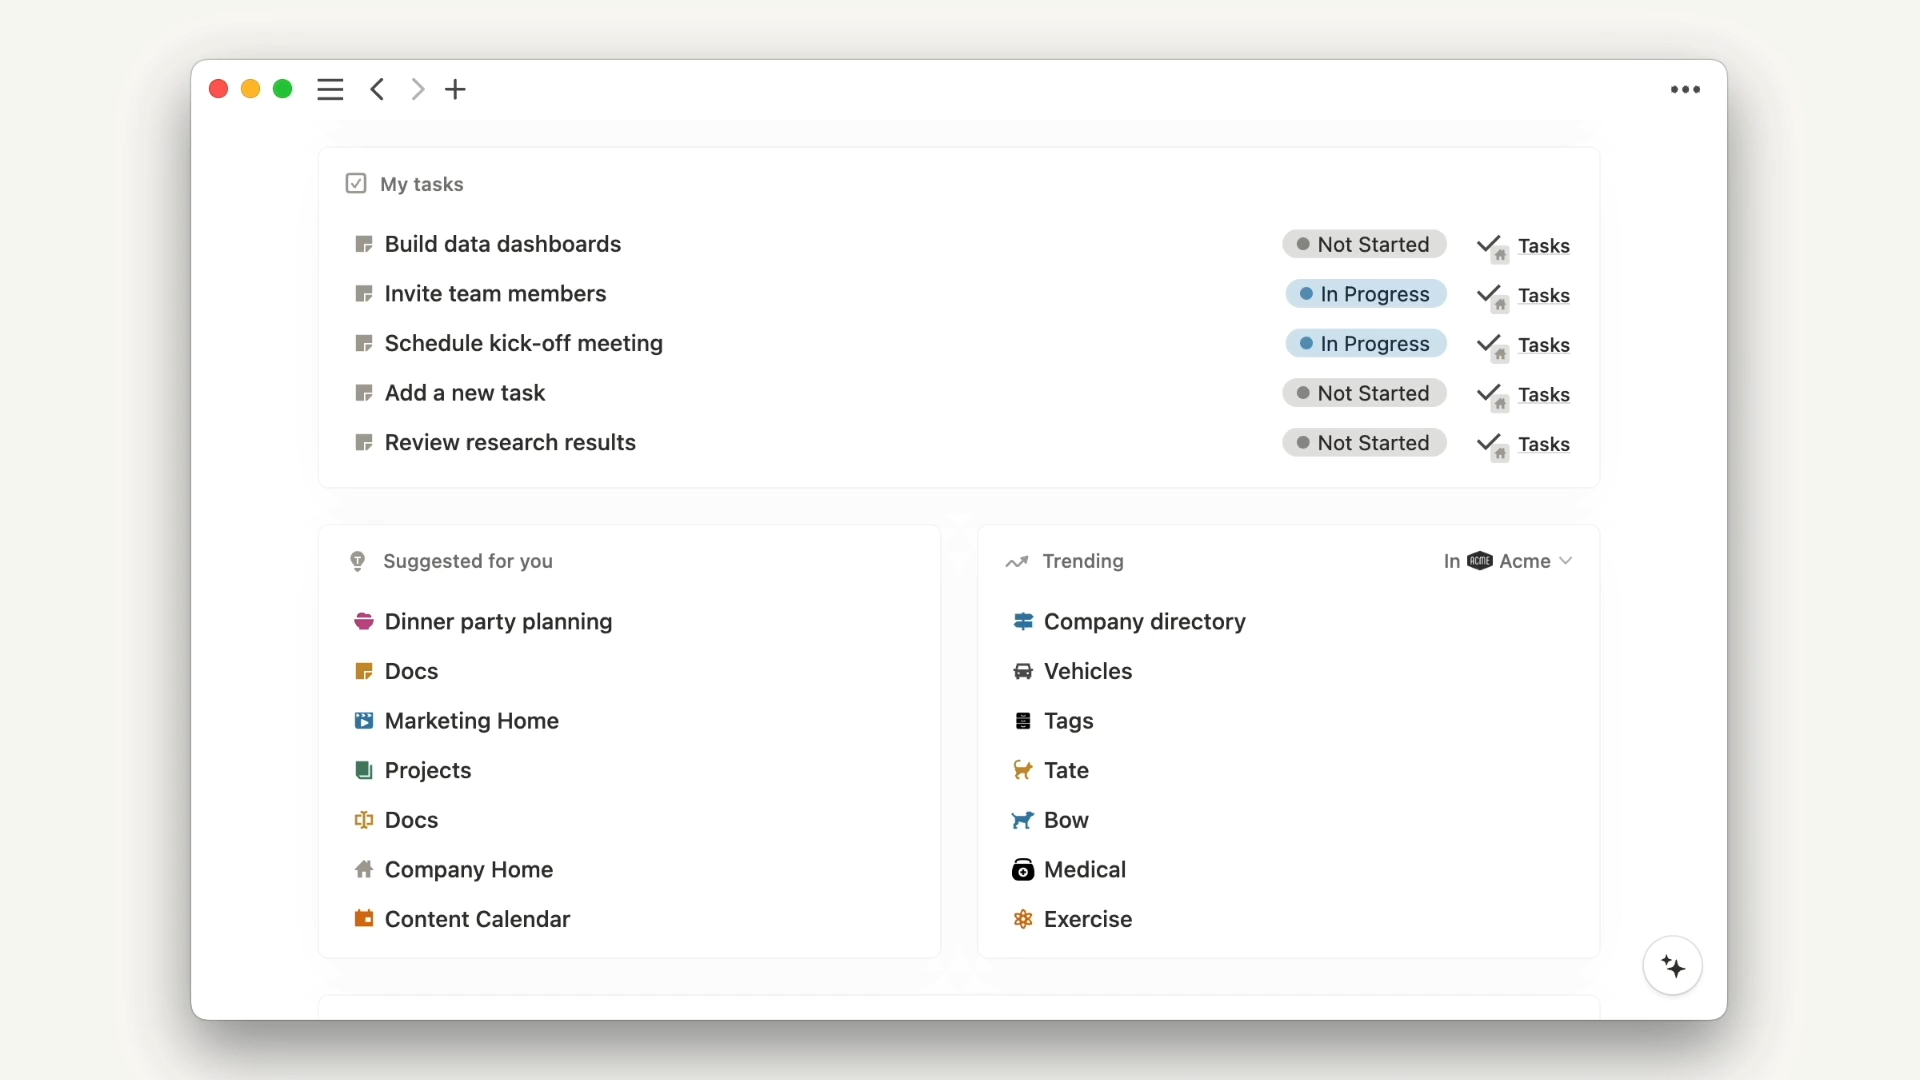 My tasks
Build data dashboards Not Started Tasks
Invite team members In Progress Tasks
Schedule kick-off meeting In Progress Tasks
Add a new task Not Started Tasks
Review research results Not Started Tasks
Suggested for you
Dinner party planning
Docs
Marketing Home
Projects
Docs
Company Home
Content Calendar
Trending In ACME Acme
Company directory
Vehicles
Tags
Tate
Bow
Medical
Exercise